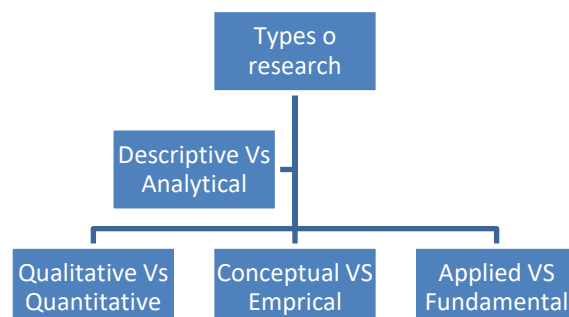 Types o
research
Descriptive Vs
Analytical
Qualitative Vs
Quantitative
Conceptual VS
Emprical
Applied VS
Fundamental